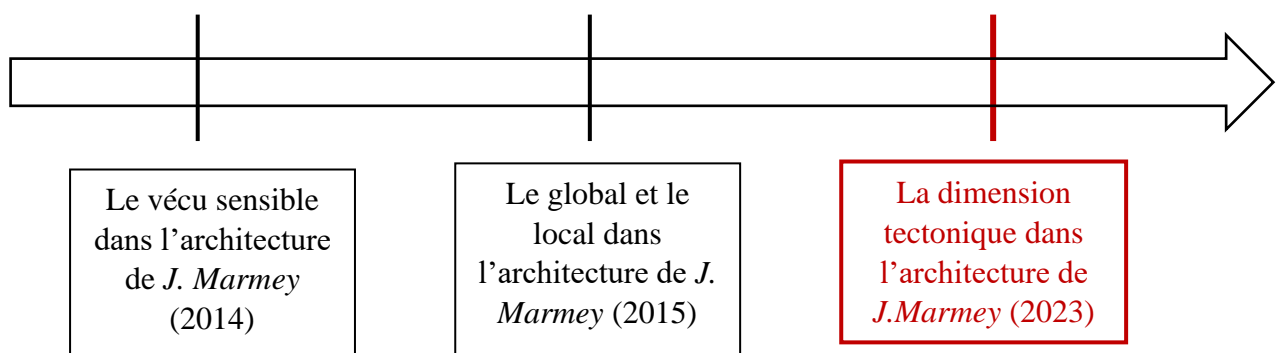 Le vécu sensible
dans l’architecture
de J. Marmey
(2014)
Le global et le
local dans
l’architecture de J.
Marmey (2015)
La dimension
tectonique dans
l’architecture de
J.Marmey (2023)